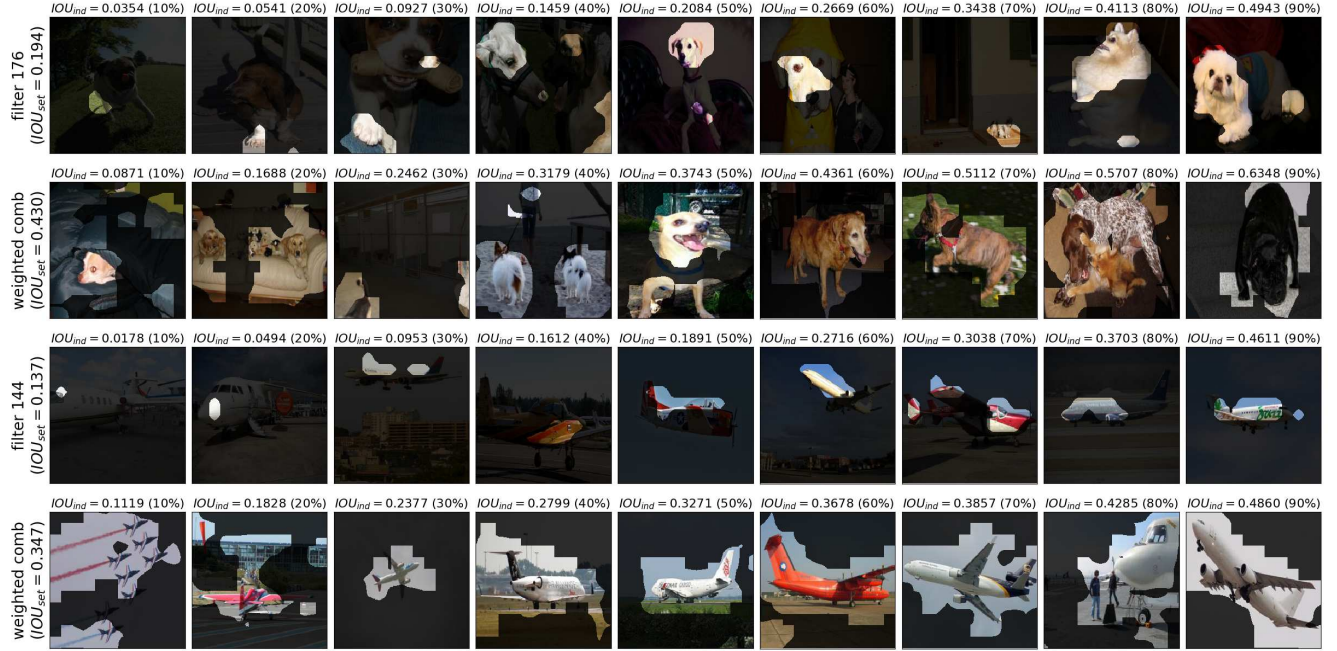 IOU_ind = 0.0354 (10%) IOU_ind = 0.0541 (20%) IOU_ind = 0.0927 (30%) IOU_ind = 0.1459 (40%) IOU_ind = 0.2084 (50%) IOU_ind = 0.2669 (60%) IOU_ind = 0.3438 (70%) IOU_ind = 0.4113 (80%) IOU_ind = 0.4943 (90%)
filter 176
(IOU_set = 0.194)
IOU_ind = 0.0871 (10%) IOU_ind = 0.1688 (20%) IOU_ind = 0.2462 (30%) IOU_ind = 0.3179 (40%) IOU_ind = 0.3743 (50%) IOU_ind = 0.4361 (60%) IOU_ind = 0.5112 (70%) IOU_ind = 0.5707 (80%) IOU_ind = 0.6348 (90%)
weighted comb
(IOU_set = 0.430)
IOU_ind = 0.0178 (10%) IOU_ind = 0.0494 (20%) IOU_ind = 0.0953 (30%) IOU_ind = 0.1612 (40%) IOU_ind = 0.1891 (50%) IOU_ind = 0.2716 (60%) IOU_ind = 0.3038 (70%) IOU_ind = 0.3703 (80%) IOU_ind = 0.4611 (90%)
filter 144
(IOU_set = 0.137)
IOU_ind = 0.1119 (10%) IOU_ind = 0.1828 (20%) IOU_ind = 0.2377 (30%) IOU_ind = 0.2799 (40%) IOU_ind = 0.3271 (50%) IOU_ind = 0.3678 (60%) IOU_ind = 0.3857 (70%) IOU_ind = 0.4285 (80%) IOU_ind = 0.4860 (90%)
weighted comb
(IOU_set = 0.347)